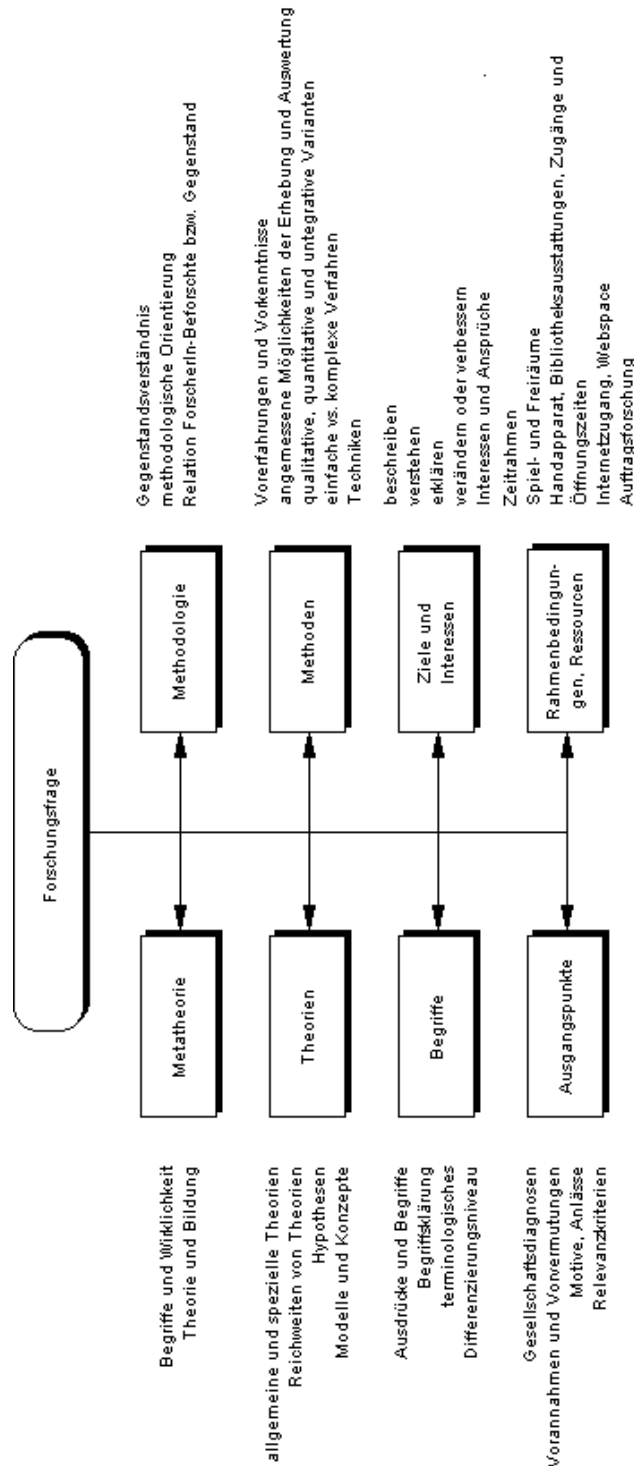 Forschungsfrage
Begriffe und Wirklichkeit
Theorie und Bildung
Metatheorie
Methodologie
Gegenstandsverständnis
methodologische Orientierung
Relation ForscherIn-Beforschte bzw. Gegenstand
allgemeine und spezielle Theorien
Reichweiten von Theorien
Hypothesen
Modelle und Konzepte
Theorien
Methoden
Vorerfahrungen und Vorkenntnisse
angemessene Möglichkeiten der Erhebung und Auswertung
qualitative, quantitative und untegrative Varianten
einfache vs. komplexe Verfahren
Techniken
Ausdrücke und Begriffe
Begriffsklärung
terminologisches
Differenzierungsniveau
Begriffe
Ziele und
Interessen
beschreiben
verstehen
erklären
verändern oder verbessern
Interessen und Ansprüche
Gesellschaftsdiagnosen
Vorannahmen und Vorvermutungen
Motive, Anlässe
Relevanzkriterien
Ausgangspunkte
Rahmenbedingun-
gen, Ressourcen
Zeitrahmen
Spiel- und Freiräume
Handapparat, Bibliotheksausstattungen, Zugänge und
Öffnungszeiten
Internetzugang, Webspace
Auftragsforschung